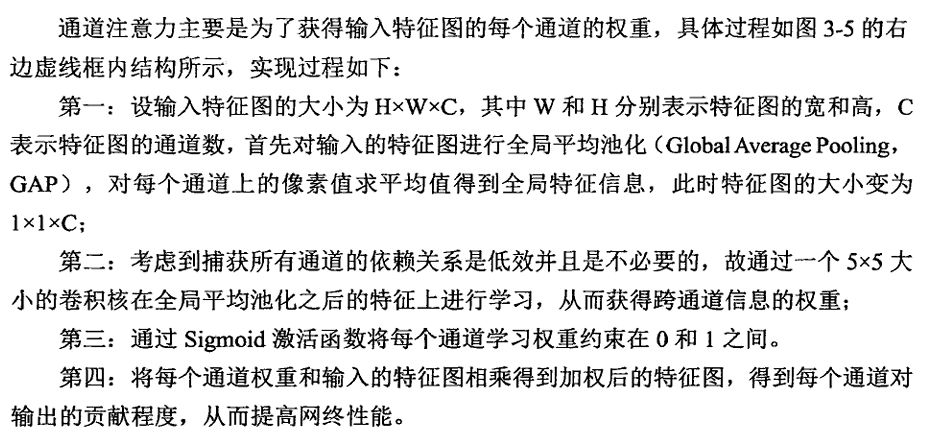 通道注意力主要是为了获得输入特征图的每个通道的权重，具体过程如图 3-5 的右
边虚线框内结构所示，实现过程如下：
第一：设输入特征图的大小为 H×W×C，其中 W 和 H 分别表示特征图的宽和高，C
表示特征图的通道数，首先对输入的特征图进行全局平均池化（Global Average Pooling，
GAP），对每个通道上的像素值求平均值得到全局特征信息，此时特征图的大小变为
1×1×C；
第二：考虑到捕获所有通道的依赖关系是低效并且是不必要的，故通过一个 5×5 大
小的卷积核在全局平均池化之后的特征上进行学习，从而获得跨通道信息的权重；
第三：通过 Sigmoid 激活函数将每个通道学习权重约束在 0 和 1 之间。
第四：将每个通道权重和输入的特征图相乘得到加权后的特征图，得到每个通道对
输出的贡献程度，从而提高网终性能。